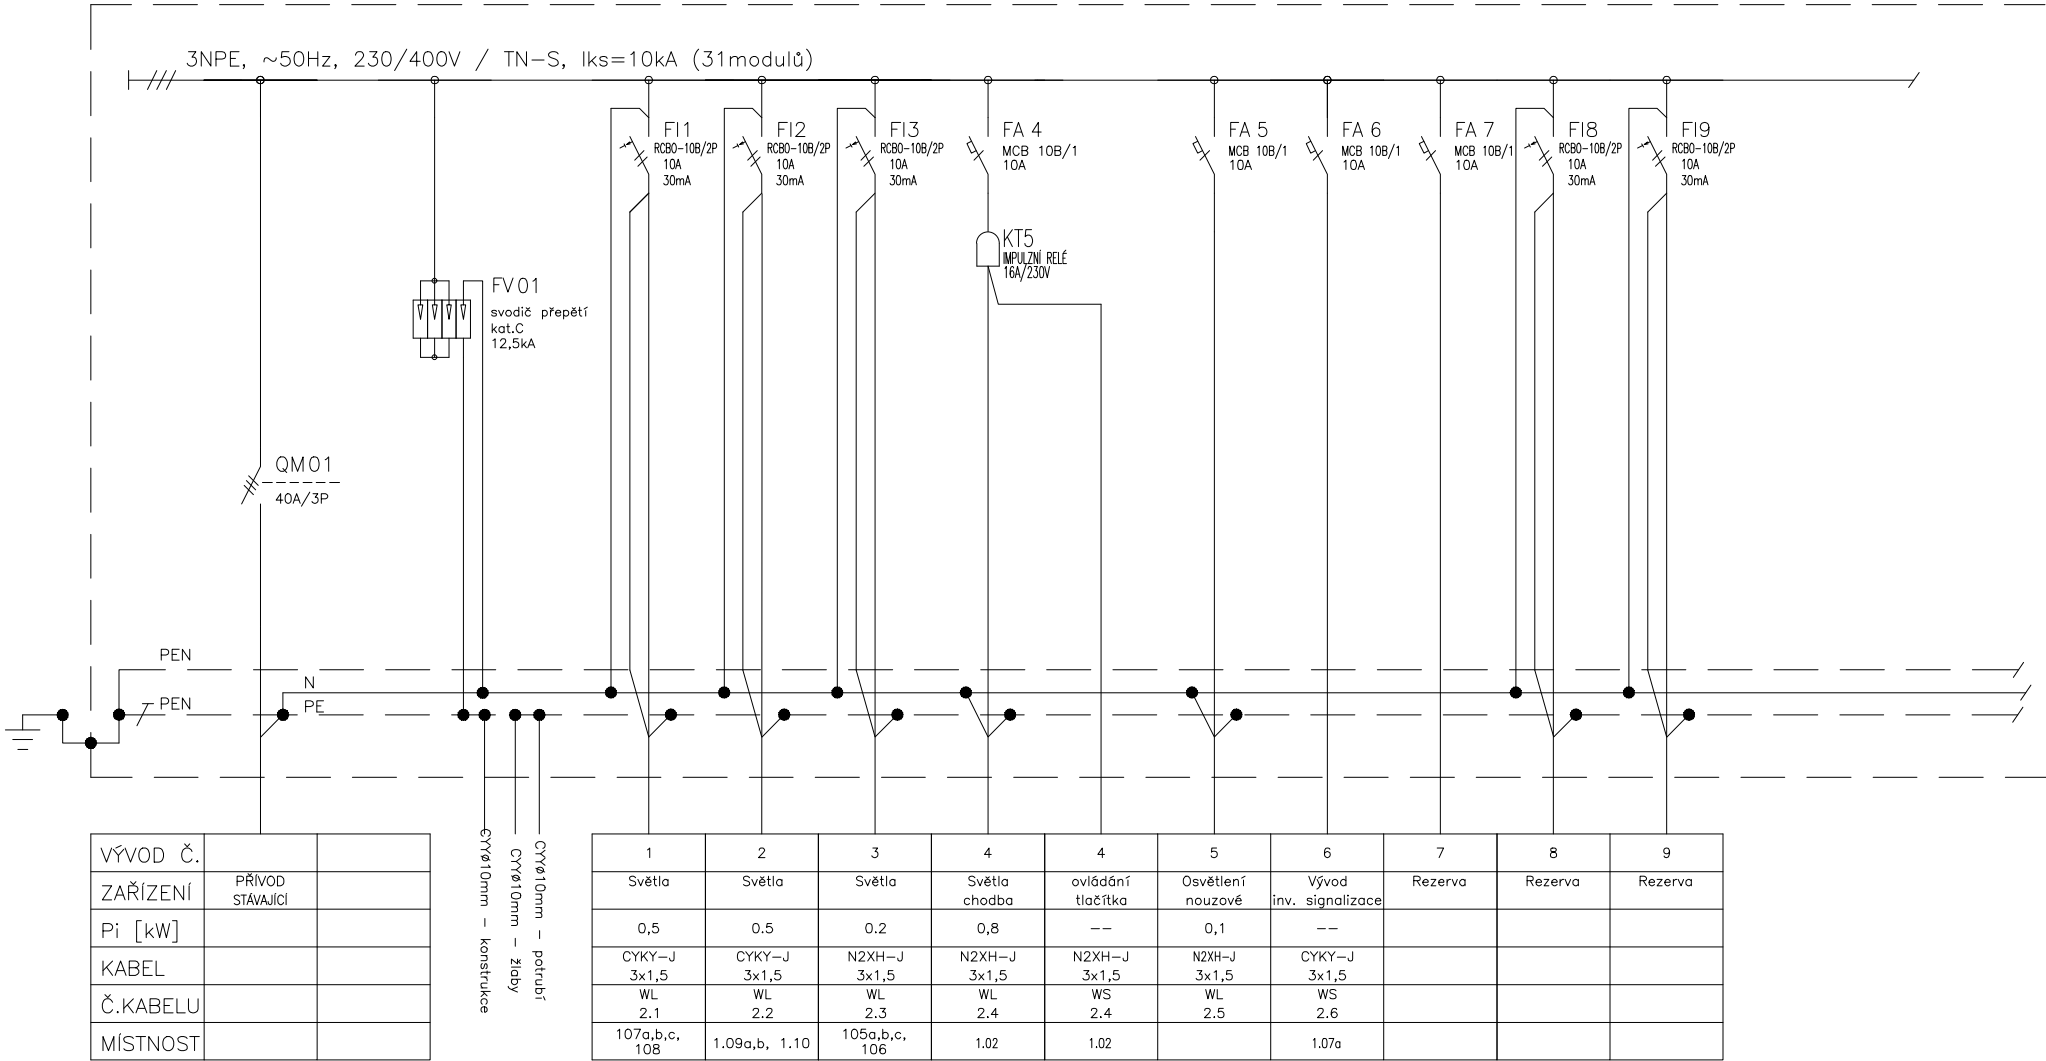 3NPE, ~50Hz, 230/400V / TN-S, Iks=10kA (31modulů)
FI1
RCBO-10B/2P
10A
30mA
FI2
RCBO-10B/2P
10A
30mA
FI3
RCBO-10B/2P
10A
30mA
FA 4
MCB 10B/1
10A
FA 5
MCB 10B/1
10A
FA 6
MCB 10B/1
10A
FA 7
MCB 10B/1
10A
FI8
RCBO-10B/2P
10A
30mA
FI9
RCBO-10B/2P
10A
30mA
KT5
IMPULZNÍ RELÉ
16A/230V
FV01
svodič přepětí
kat.C
12,5kA
QM01
40A/3P
PEN
N
PEN
PE
CYYø10mm - konstrukce
CYYø10mm - žlaby
CYYø10mm - potrubí
VÝVOD Č.
1 2 3 4 4 5 6 7 8 9
ZAŘÍZENÍ
PŘÍVOD
STÁVAJÍCÍ
Světla
Světla
Světla
Světla
chodba
ovládání
tlačítka
Osvětlení
nouzové
Vývod
inv. signalizace
Rezerva
Rezerva
Rezerva
Pi [kW]
0,5 0.5 0.2 0,8 -- 0,1 --
KABEL
CYKY-J
3x1,5
CYKY-J
3x1,5
N2XH-J
3x1,5
N2XH-J
3x1,5
N2XH-J
3x1,5
N2XH-J
3x1,5
CYKY-J
3x1,5
Č.KABELU
WL
2.1
WL
2.2
WL
2.3
WL
2.4
WS
2.4
WL
2.5
WS
2.6
MÍSTNOST
107a,b,c,
108
1.09a,b, 1.10
105a,b,c,
106
1.02
1.02
1.07a